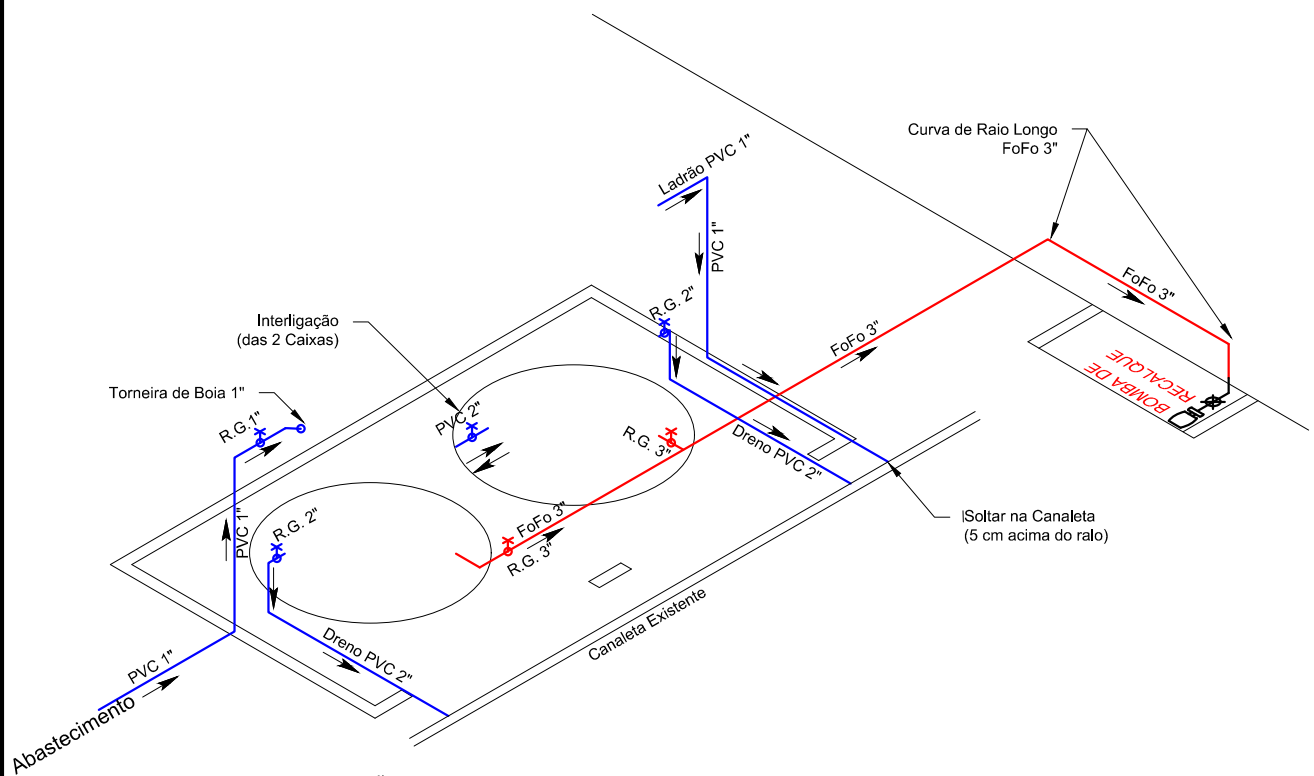 Curva de Raio Longo
FoFo 3"
Ladrão PVC 1"
PVC 1"
FoFo 3"
R.G. 2"
Interligação
(das 2 Caixas)
FoFo 3"
BOMBA DE
RECALQUE
Torneira de Boia 1"
R.G.1"
PVC 2"
R.G. 3"
Dreno PVC 2"
PVC 1"
R.G. 2"
FoFo 3"
R.G. 3"
Soltar na Canaleta
(5 cm acima do ralo)
Canaleta Existente
Dreno PVC 2"
PVC 1"
Abastecimento